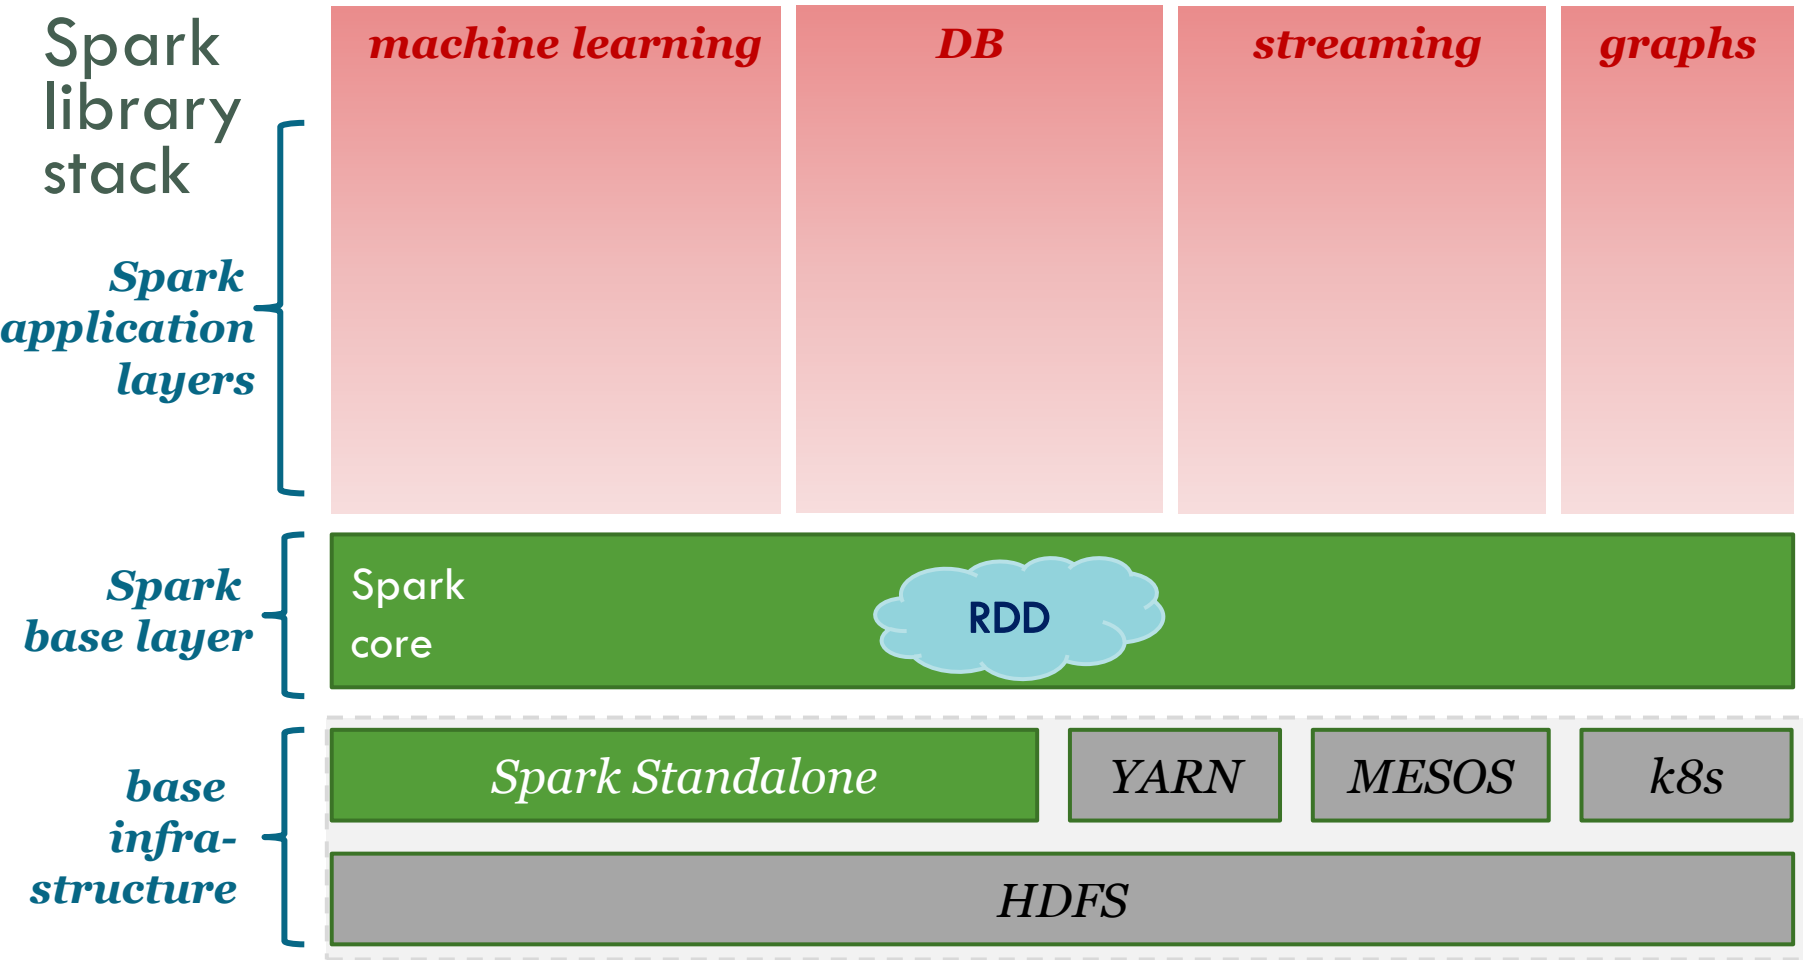 Spark
library
stack
machine learning
DB
streaming
graphs
Spark
application
layers
Spark
base layer
Spark
core
RDD
base
infra-
structure
Spark Standalone
YARN
MESOS
k8s
HDFS